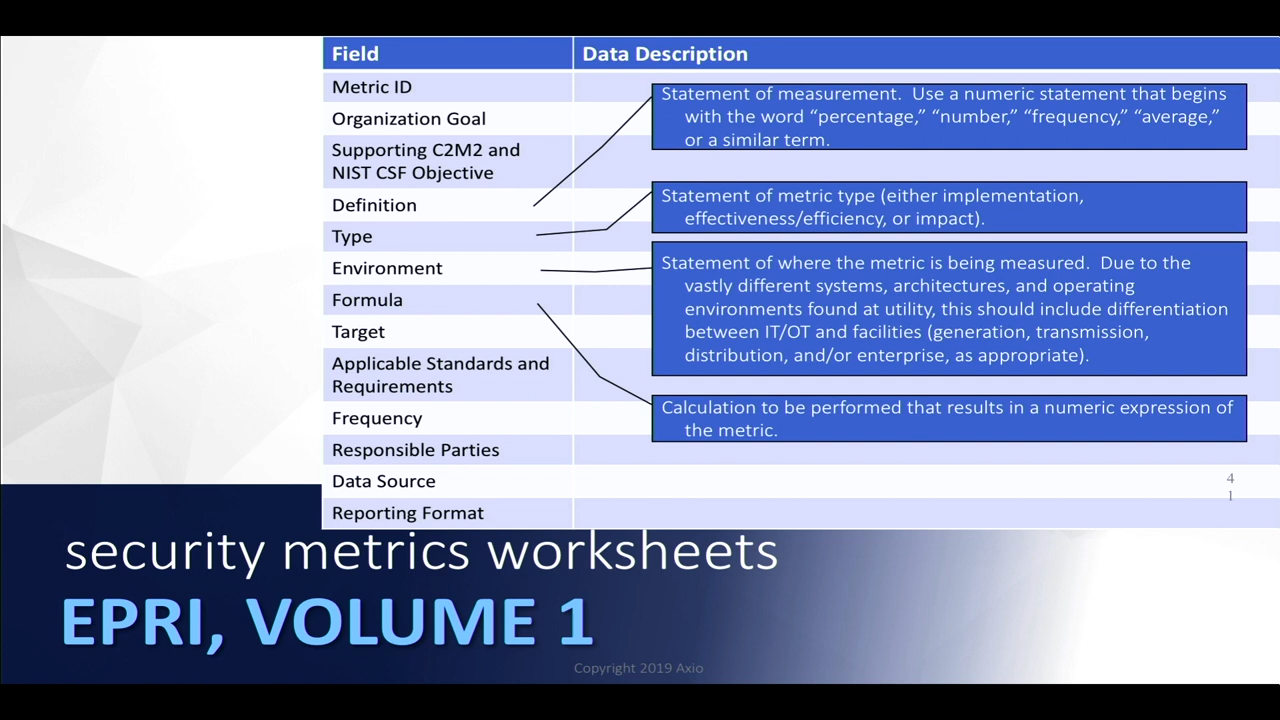 Field
Data Description
Metric ID
Organization Goal
Supporting C2M2 and
NIST CSF Objective
Definition
Type
Environment
Formula
Target
Applicable Standards and
Requirements
Frequency
Responsible Parties
Data Source
Reporting Format
Statement of measurement.  Use a numeric statement that begins
with the word “percentage,” “number,” “frequency,” “average,”
or a similar term.
Statement of metric type (either implementation,
effectiveness/efficiency, or impact).
Statement of where the metric is being measured.  Due to the
vastly different systems, architectures, and operating
environments found at utility, this should include differentiation
between IT/OT and facilities (generation, transmission,
distribution, and/or enterprise, as appropriate).
Calculation to be performed that results in a numeric expression of
the metric.
4
1
security metrics worksheets
EPRI, VOLUME 1
Copyright 2019 Axio